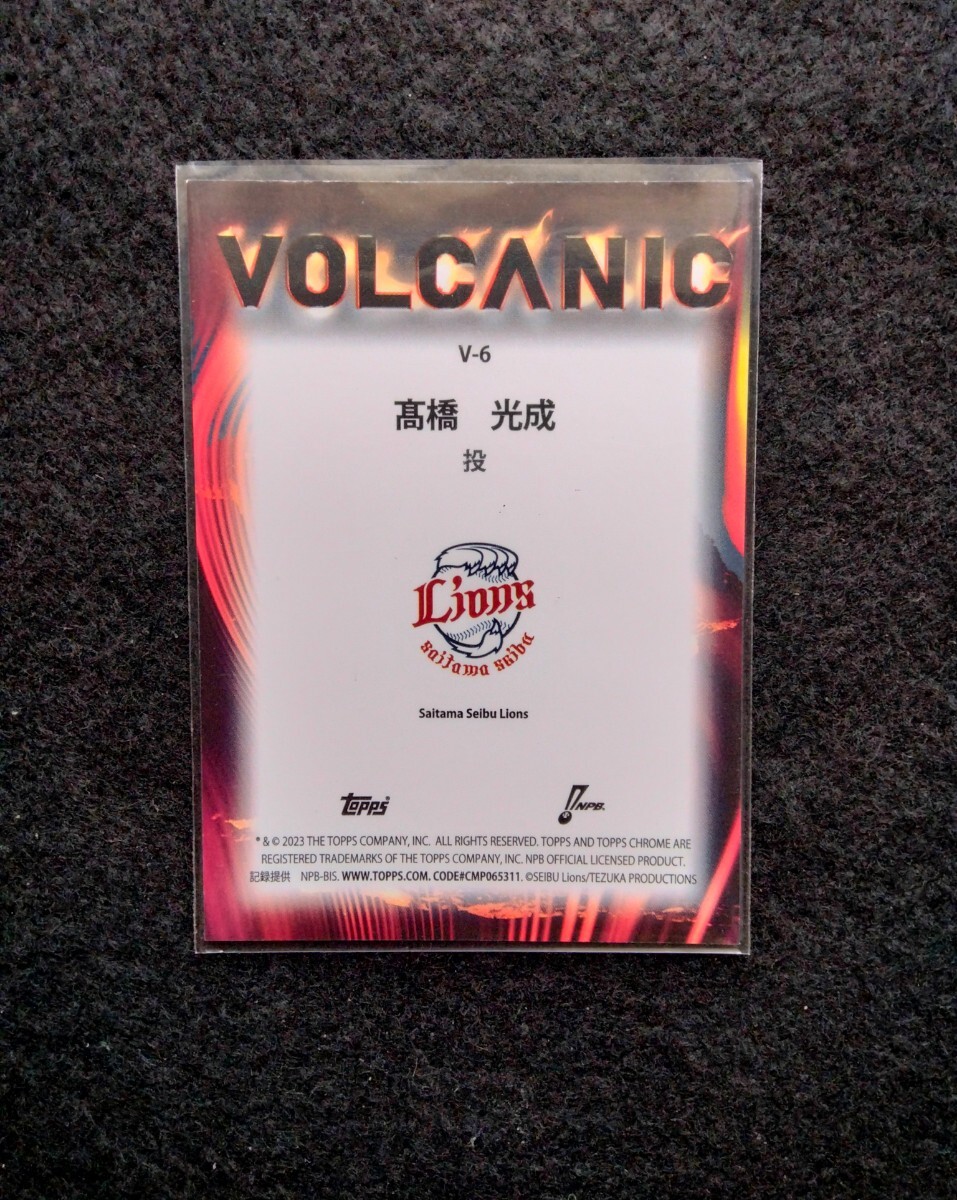 VOLCANIC
V-6
髙橋　光成
投
Lions
saitama seibu
Saitama Seibu Lions
topps® NPB.
* & © 2023 THE TOPPS COMPANY, INC. ALL RIGHTS RESERVED. TOPPS AND TOPPS CHROME ARE
REGISTERED TRADEMARKS OF THE TOPPS COMPANY, INC. NPB OFFICIAL LICENSED PRODUCT.
記録提供 NPB-BIS. WWW.TOPPS.COM. CODE#CMP065311. ©SEIBU Lions/TEZUKA PRODUCTIONS